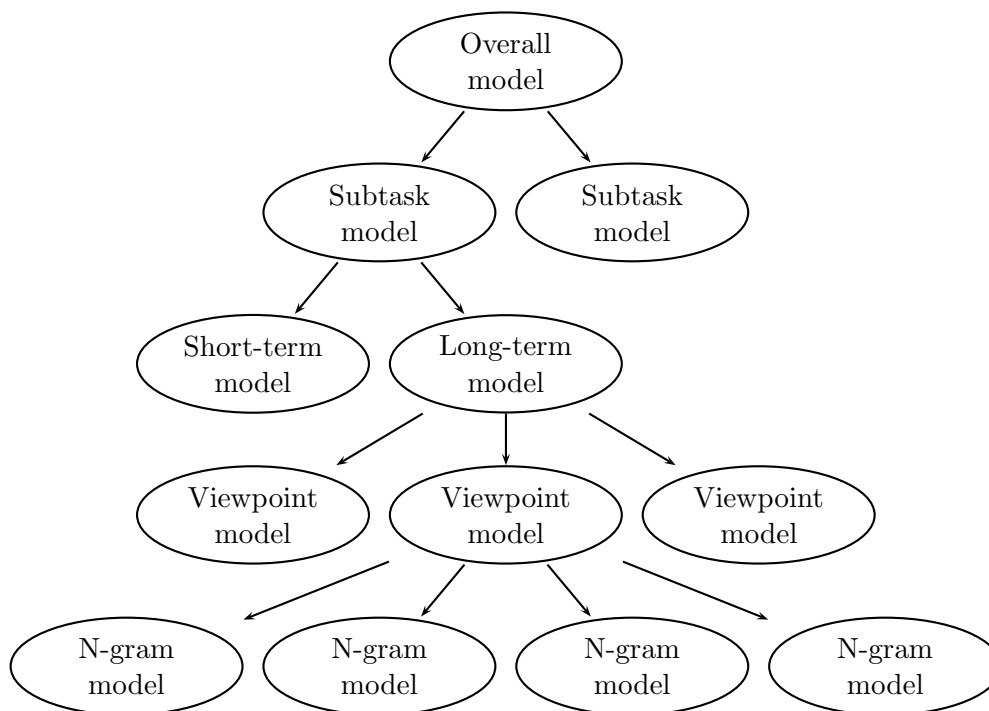 Overall
model
Subtask
model
Subtask
model
Short-term
model
Long-term
model
Viewpoint
model
Viewpoint
model
Viewpoint
model
N-gram
model
N-gram
model
N-gram
model
N-gram
model